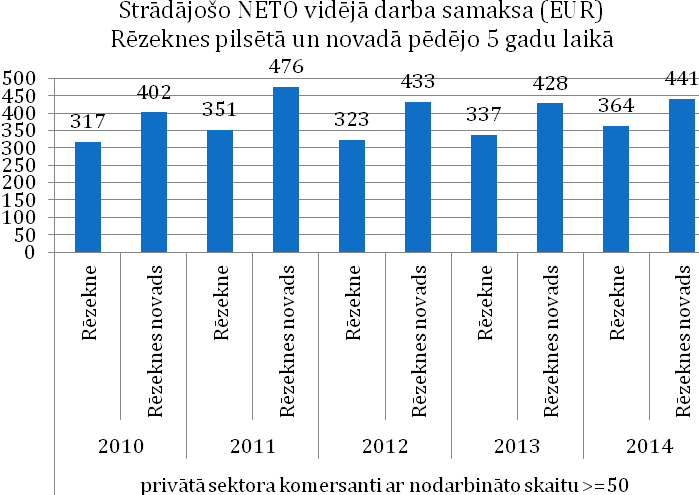 Strādājošo NETO vidējā darba samaksa (EUR)
Rēzeknes pilsētā un novadā pēdējo 5 gadu laikā
500
450
400
350
300
250
200
150
100
50
0
317
402
351
476
323
433
337
428
364
441
Rēzekne
Rēzeknes novads
Rēzekne
Rēzeknes novads
Rēzekne
Rēzeknes novads
Rēzekne
Rēzeknes novads
Rēzekne
Rēzeknes novads
2010
2011
2012
2013
2014
privātā sektora komersanti ar nodarbināto skaitu >=50